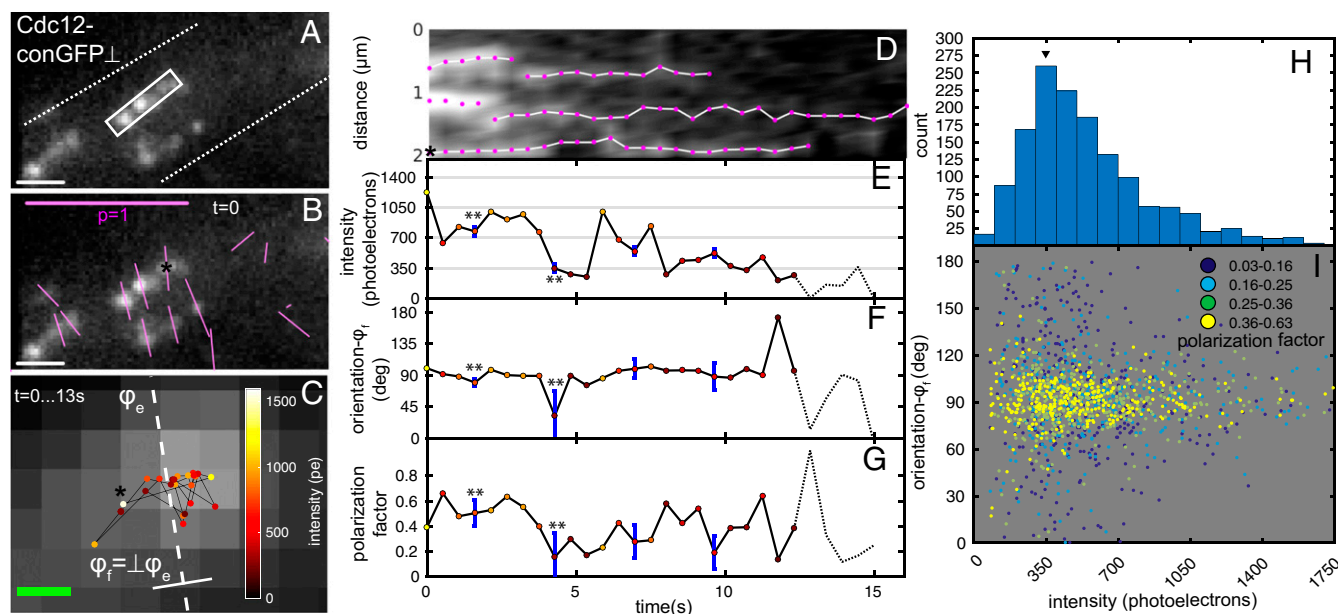 Cdc12-
conGFP⊥
A
p=1
t=0
B
*
t=0...13s
φe
C
*
φf=⊥φe
1500
1000
500
0
intensity (pe)
D
0
1
2
distance (μm)
*
E
1400
1050
700
350
0
intensity
(photoelectrons)
**
**
F
180
135
90
45
0
orientation-φf
(deg)
**
**
G
0.8
0.6
0.4
0.2
0
polarization
factor
**
**
0
5
10
15
time(s)
H
300
275
250
225
200
175
150
125
100
75
50
25
count
I
0.03-0.16
0.16-0.25
0.25-0.36
0.36-0.63
polarization factor
180
150
120
90
60
30
0
orientation-φf (deg)
0
350
700
1050
1400
1750
intensity (photoelectrons)